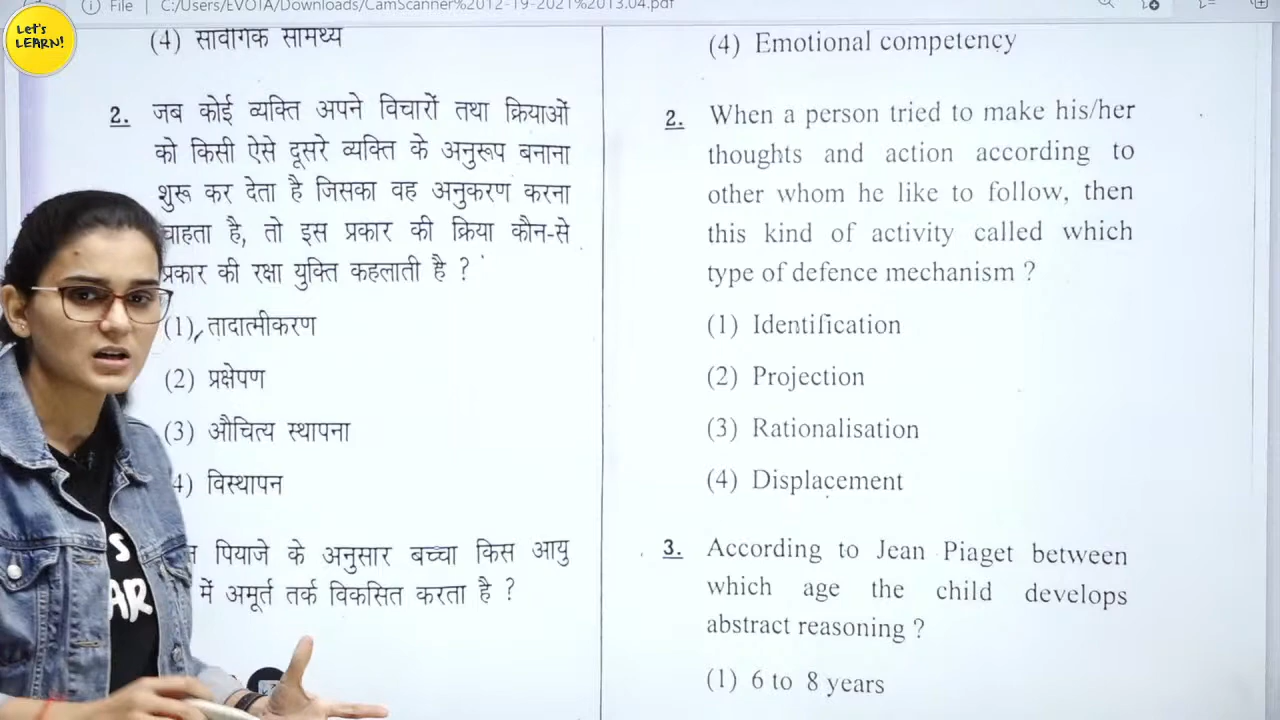 File | C:/Users/EVOTA/Downloads/CamScanner%2012-19-2021%2013.04.pdf
Let's
LEARN!
(4) सांवेगिक सामर्थ्य
2. जब कोई व्यक्ति अपने विचारों तथा क्रियाओं
को किसी ऐसे दूसरे व्यक्ति के अनुरूप बनाना
शुरू कर देता है जिसका वह अनुकरण करना
चाहता है, तो इस प्रकार की क्रिया कौन-से
प्रकार की रक्षा युक्ति कहलाती है ?
(1) तादात्मीकरण
(2) प्रक्षेपण
(3) औचित्य स्थापना
4) विस्थापन
पियाजे के अनुसार बच्चा किस आयु
में अमूर्त तर्क विकसित करता है ?
(4) Emotional competency
2. When a person tried to make his/her
thoughts and action according to
other whom he like to follow, then
this kind of activity called which
type of defence mechanism ?
(1) Identification
(2) Projection
(3) Rationalisation
(4) Displacement
3. According to Jean Piaget between
which age the child develops
abstract reasoning ?
(1) 6 to 8 years